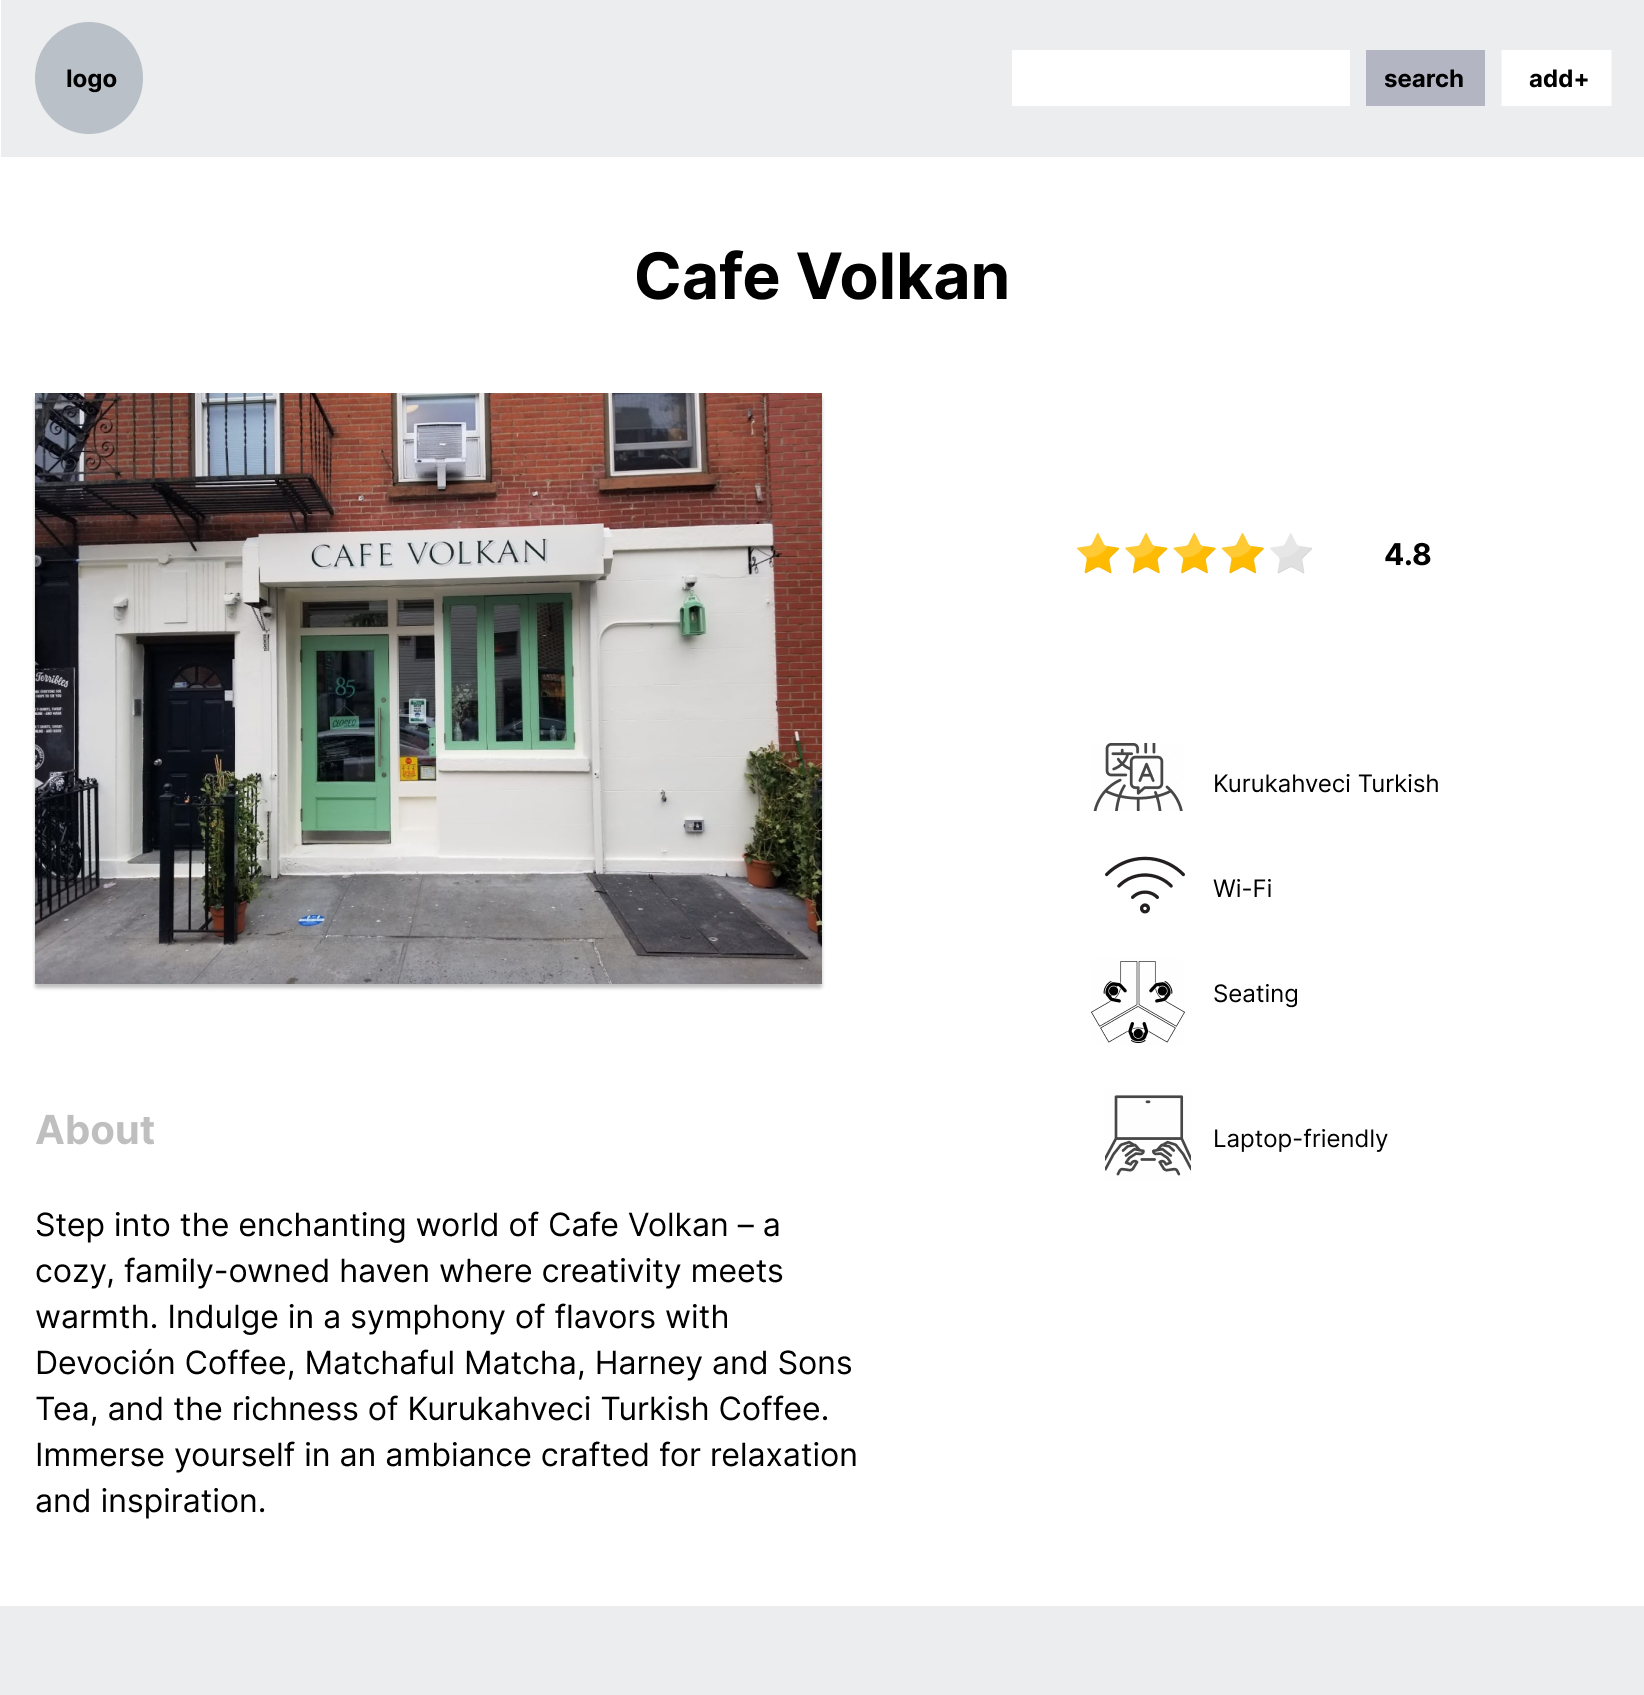 logo
search
add+
Cafe Volkan
CAFE VOLKAN
85
CLOSED
Terribles
4.8
Kurukahveci Turkish
Wi-Fi
Seating
Laptop-friendly
About
Step into the enchanting world of Cafe Volkan – a
cozy, family-owned haven where creativity meets
warmth. Indulge in a symphony of flavors with
Devoción Coffee, Matchaful Matcha, Harney and Sons
Tea, and the richness of Kurukahveci Turkish Coffee.
Immerse yourself in an ambiance crafted for relaxation
and inspiration.